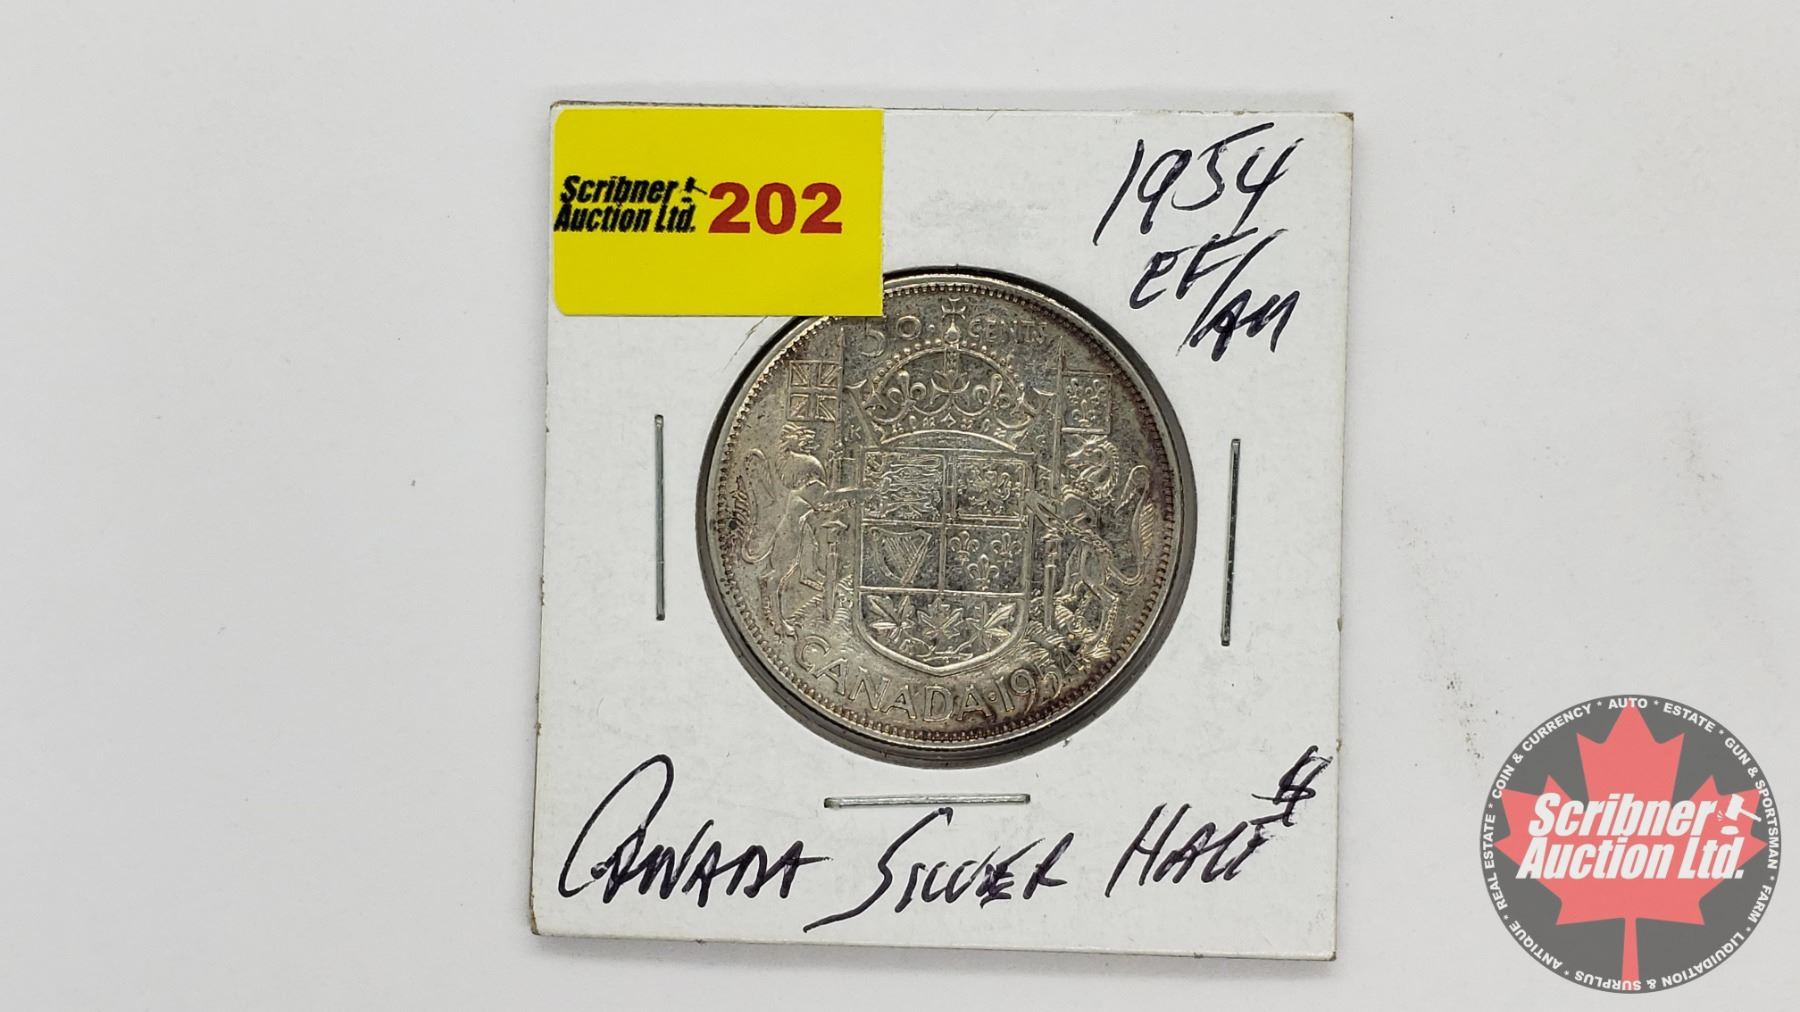 Scribner
Auction Ltd.
202
1954
EF/AU
50 · CENTS
CANADA · 1954
CANADA SILVER HALF $
COIN & CURRENCY * AUTO * ESTATE * GUN & SPORTSMAN * FARM * LIQUIDATION & SURPLUS * ANTIQUE * REAL ESTATE *
Scribner
Auction Ltd.